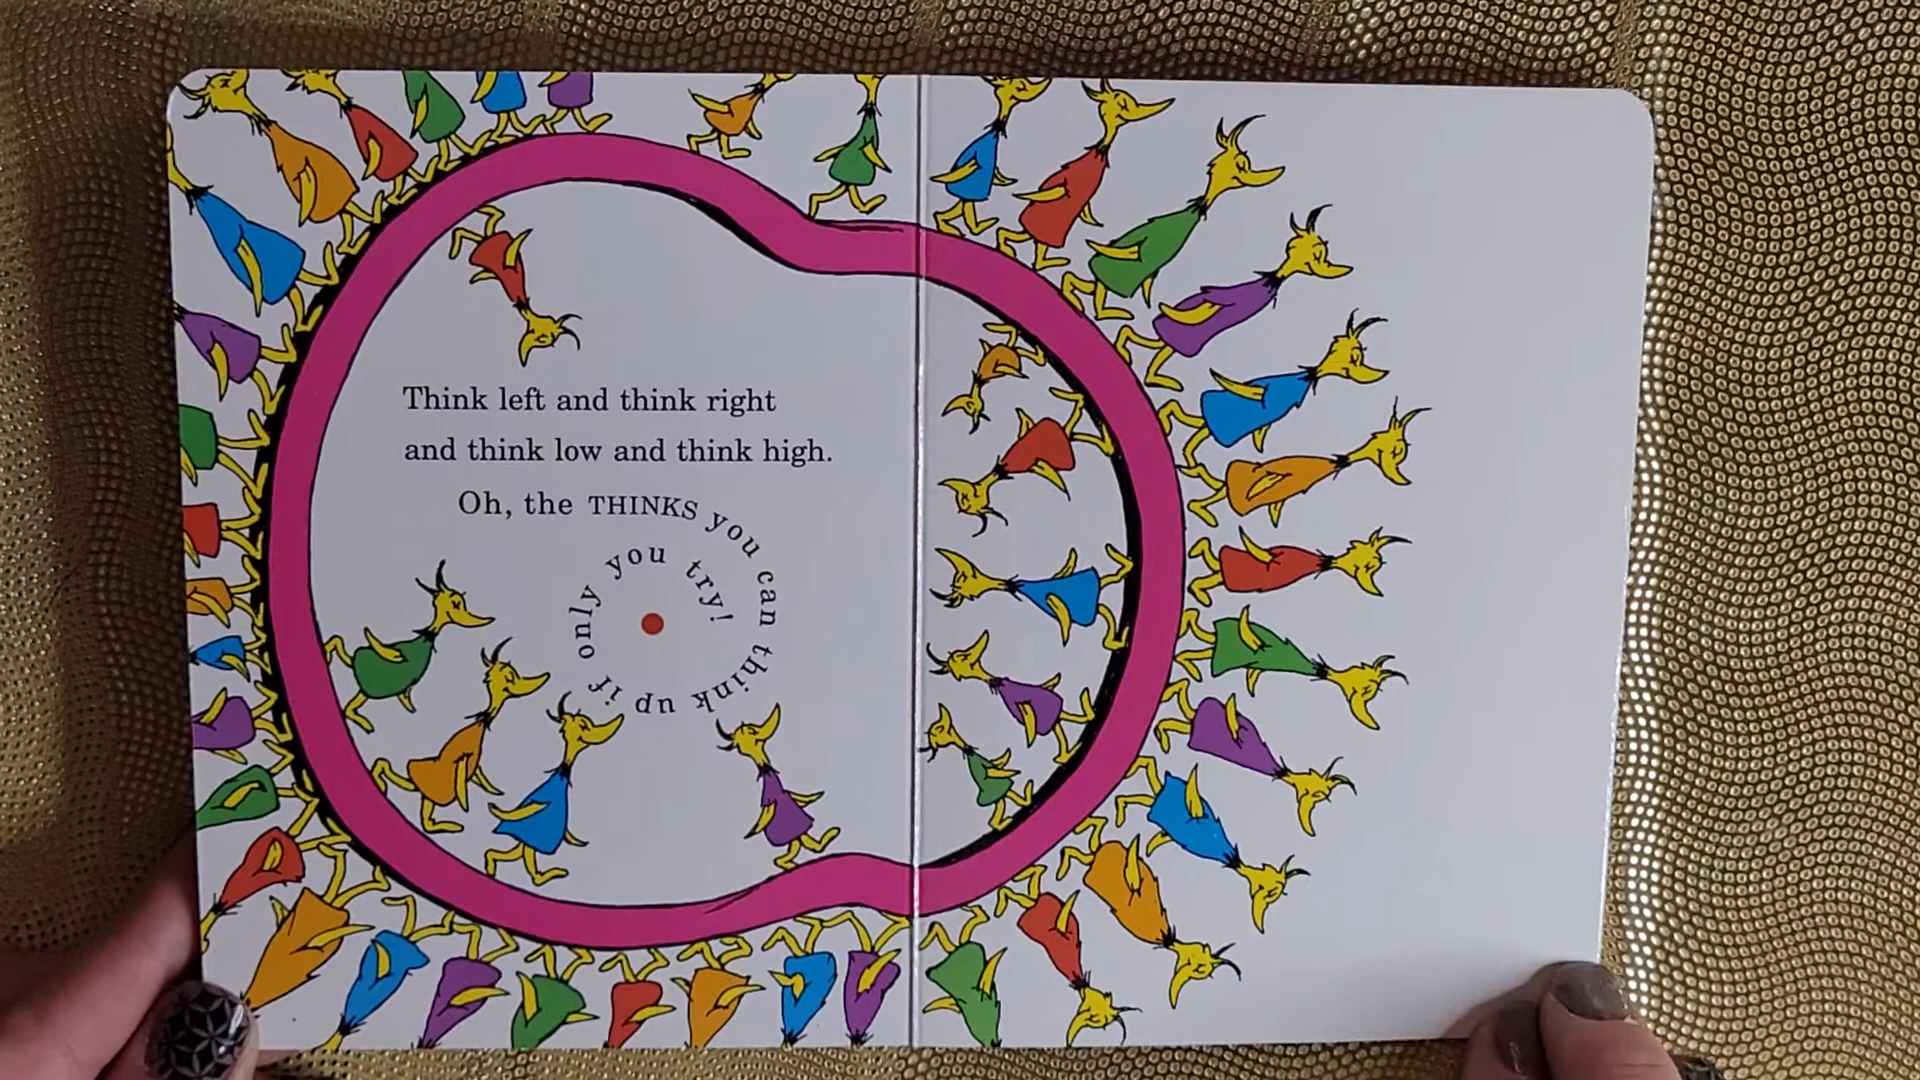 Think left and think right
and think low and think high.
Oh, the THINKS you can think up if only you try!